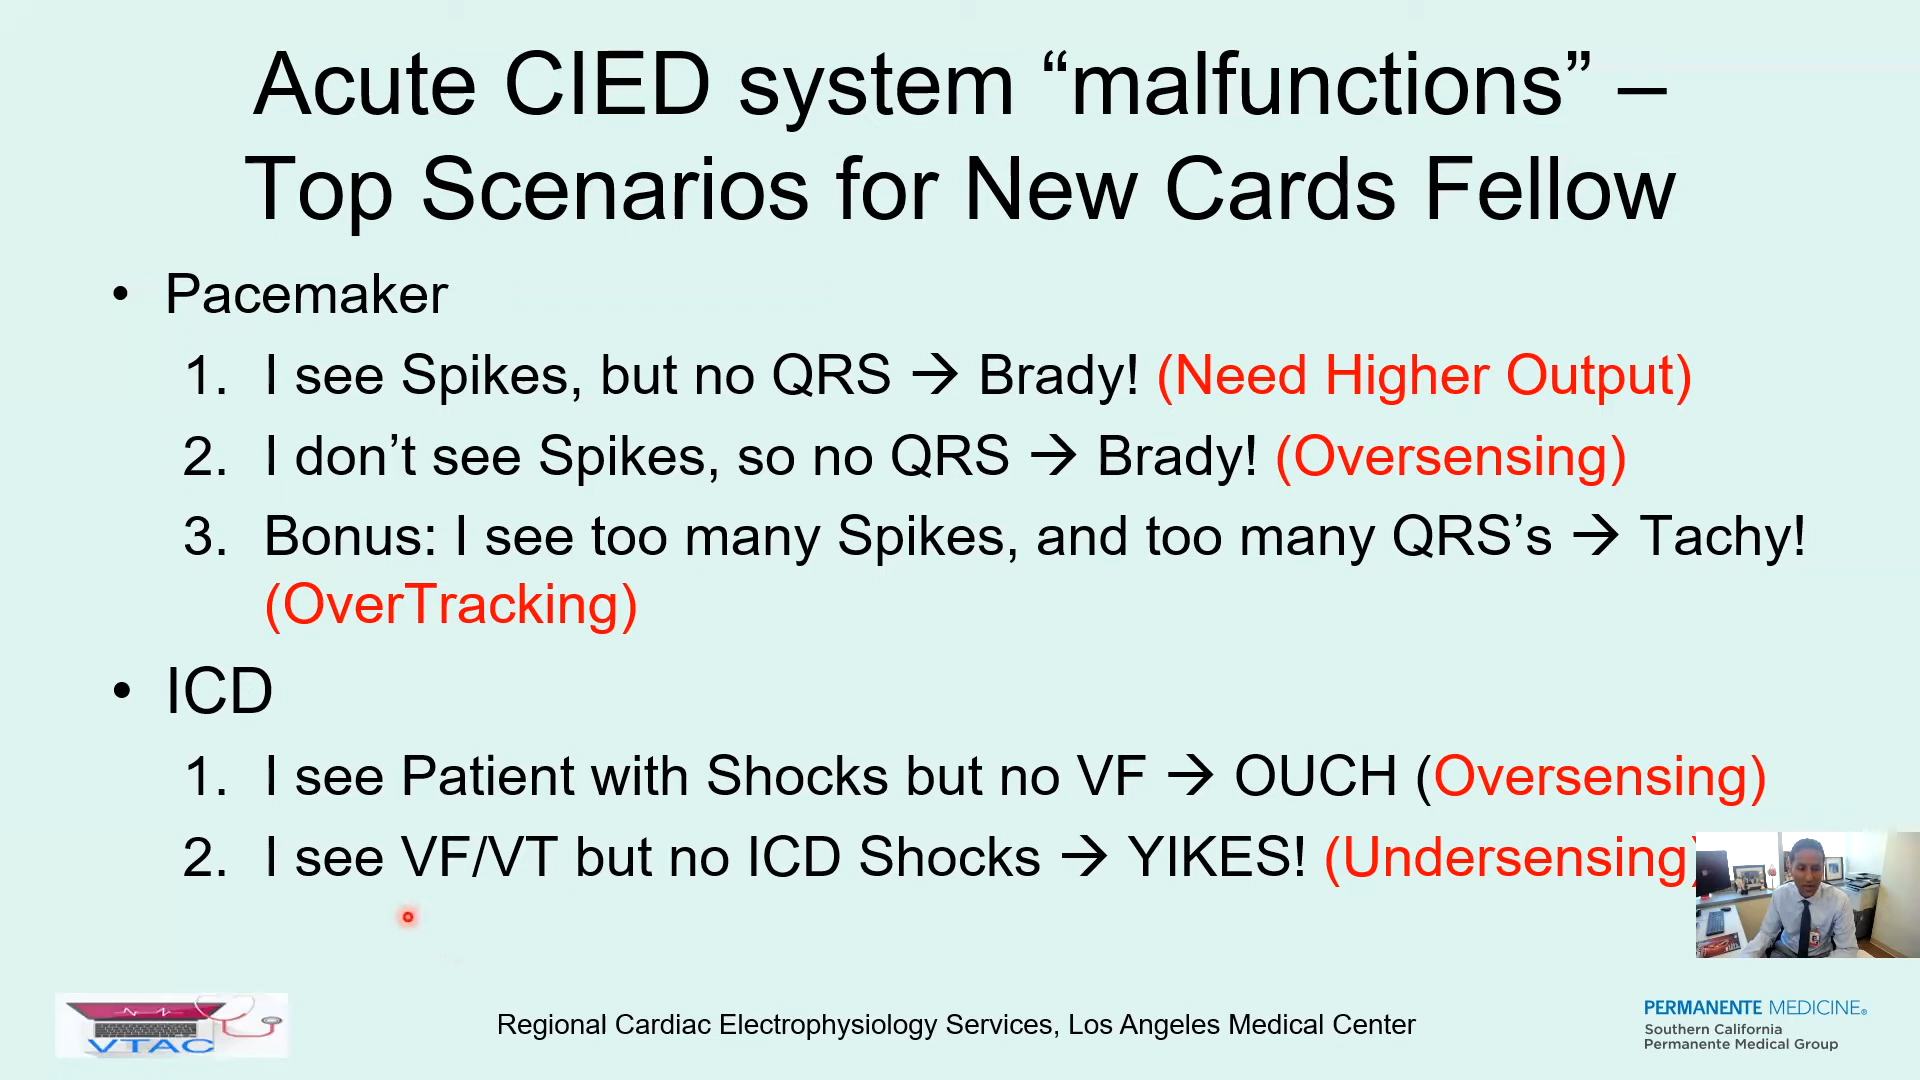 Acute CIED system “malfunctions” –
Top Scenarios for New Cards Fellow
• Pacemaker
1. I see Spikes, but no QRS → Brady! (Need Higher Output)
2. I don’t see Spikes, so no QRS → Brady! (Oversensing)
3. Bonus: I see too many Spikes, and too many QRS’s → Tachy!
(OverTracking)
• ICD
1. I see Patient with Shocks but no VF → OUCH (Oversensing)
2. I see VF/VT but no ICD Shocks → YIKES! (Undersensing)
VTAC
Regional Cardiac Electrophysiology Services, Los Angeles Medical Center
PERMANENTE MEDICINE®
Southern California
Permanente Medical Group